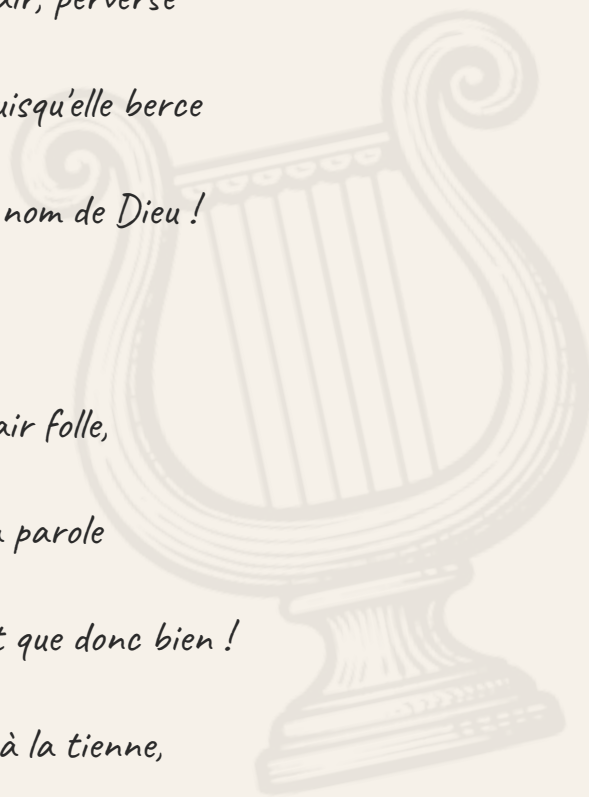 air, perverse
uisqu'elle berce
nom de Dieu !
air folle,
parole
t que donc bien !
à la tienne,